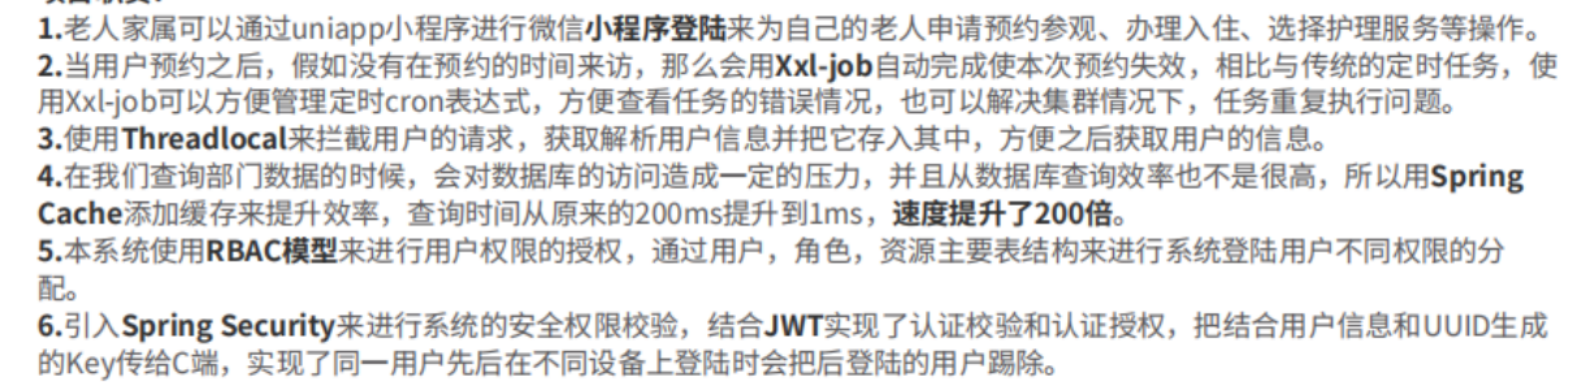 1.老人家属可以通过uniapp小程序进行微信小程序登陆来为自己的老人申请预约参观、办理入住、选择护理服务等操作。
2.当用户预约之后，假如没有在预约的时间来访，那么会用Xxl-job自动完成使本次预约失效，相比与传统的定时任务，使
用Xxl-job可以方便管理定时cron表达式，方便查看任务的错误情况，也可以解决集群情况下，任务重复执行问题。
3.使用Threadlocal来拦截用户的请求，获取解析用户信息并把它存入其中，方便之后获取用户的信息。
4.在我们查询部门数据的时候，会对数据库的访问造成一定的压力，并且从数据库查询效率也不是很高，所以用Spring
Cache添加缓存来提升效率，查询时间从原来的200ms提升到1ms，速度提升了200倍。
5.本系统使用RBAC模型来进行用户权限的授权，通过用户，角色，资源主要表结构来进行系统登陆用户不同权限的分
配。
6.引入Spring Security来进行系统的安全权限校验，结合JWT实现了认证校验和认证授权，把结合用户信息和UUID生成
的Key传给C端，实现了同一用户先后在不同设备上登陆时会把后登陆的用户踢除。